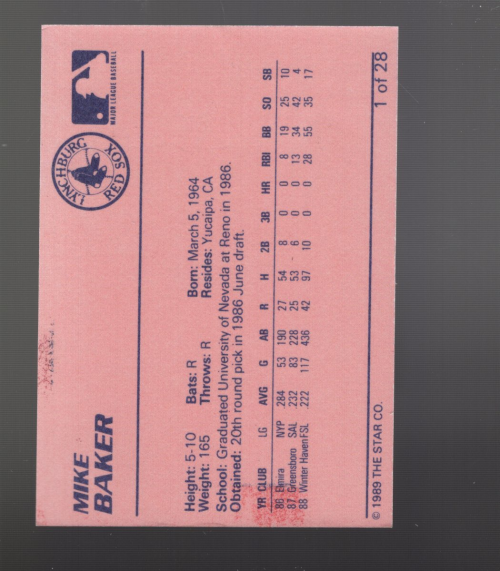 MIKE
BAKER
LYNCHBURG
RED SOX
MAJOR LEAGUE BASEBALL
Height: 5-10 Bats: R Born: March 5, 1964
Weight: 165 Throws: R Resides: Yucaipa, CA
School: Graduated University of Nevada at Reno in 1986.
Obtained: 20th round pick in 1986 June draft.
YR CLUB LG AVG G AB R H 2B 3B HR RBI BB SO SB
86 Elmira NYP .284 53 190 27 54 8 0 0 8 19 25 10
87 Greensboro SAL .232 83 228 25 53 6 0 0 13 34 42 4
88 Winter Haven FSL .222 117 436 42 97 10 0 0 28 55 35 17
© 1989 THE STAR CO. 1 of 28